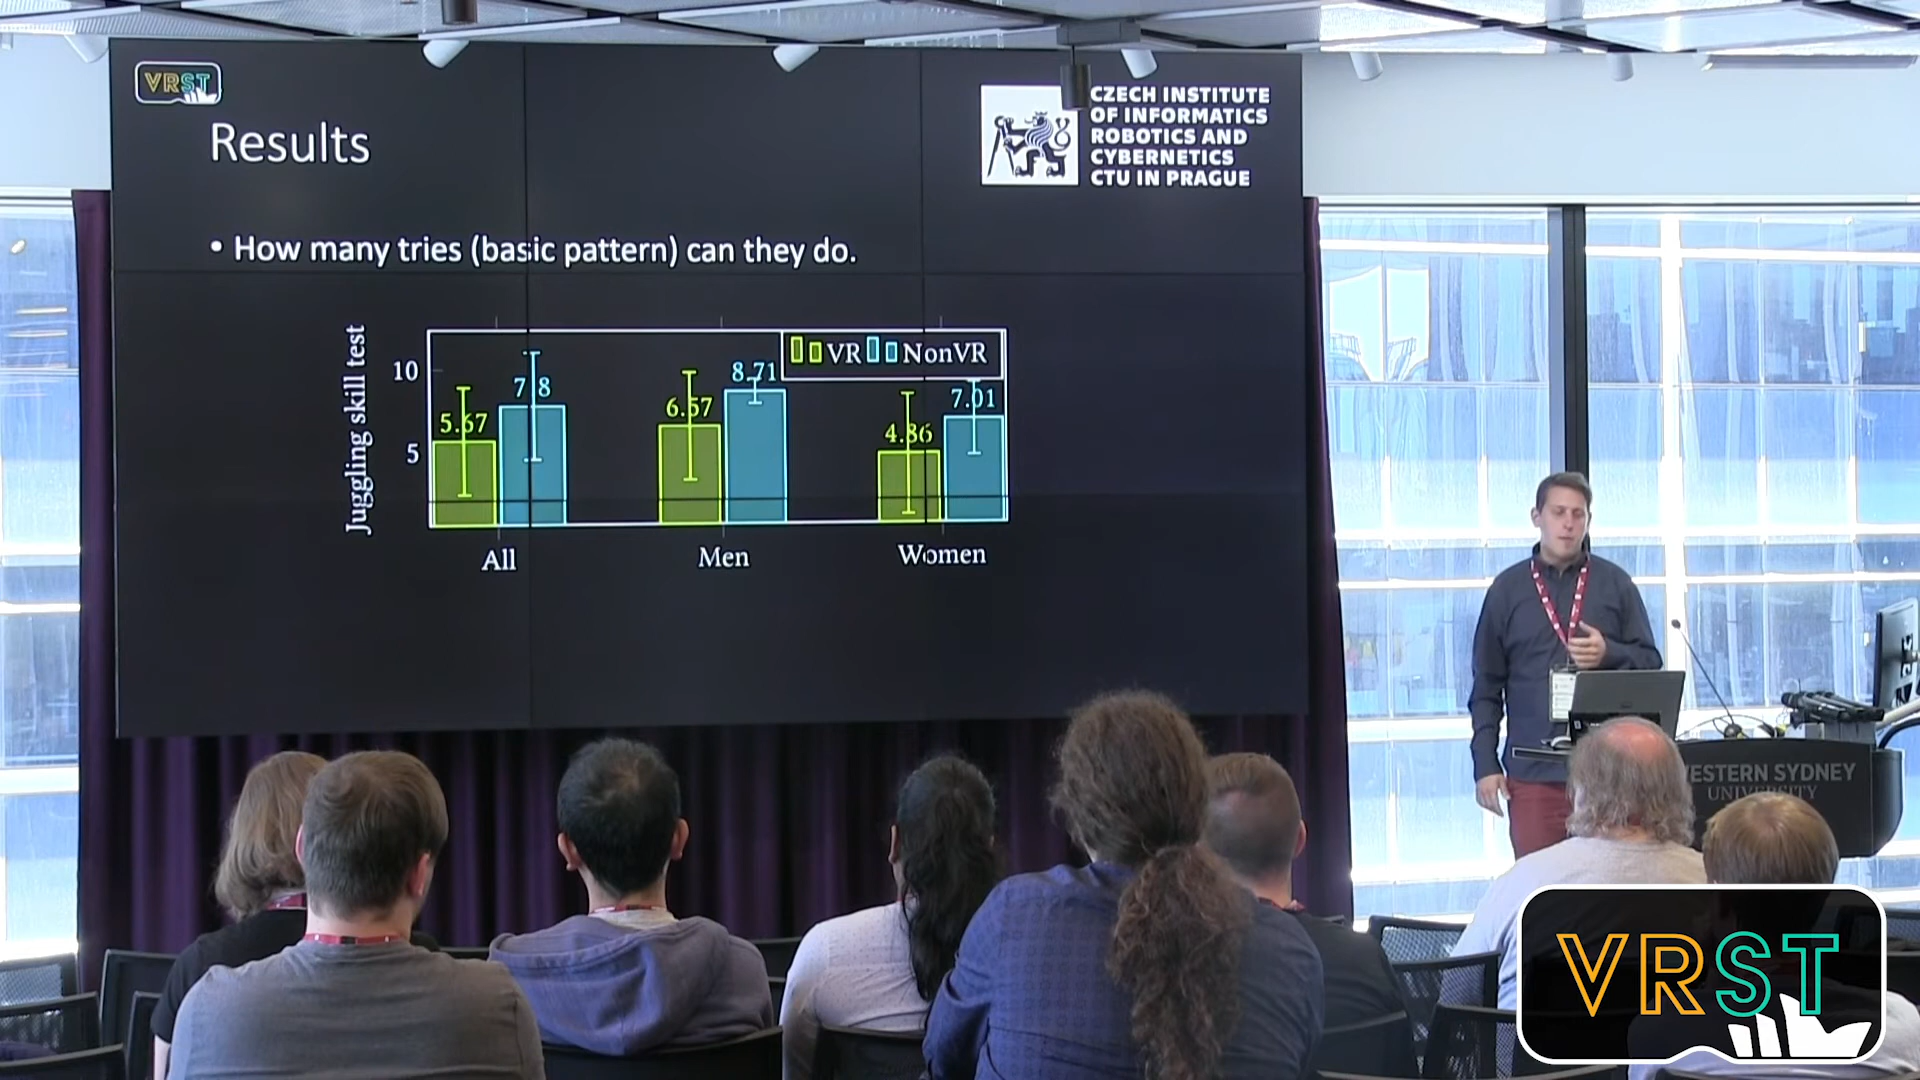 VRST
Results
CZECH INSTITUTE
OF INFORMATICS
ROBOTICS AND
CYBERNETICS
CTU IN PRAGUE
• How many tries (basic pattern) can they do.
Juggling skill test
10
5
VR NonVR
5.67
7.8
6.57
8.71
4.86
7.01
All
Men
Women
WESTERN SYDNEY
UNIVERSITY
VRST